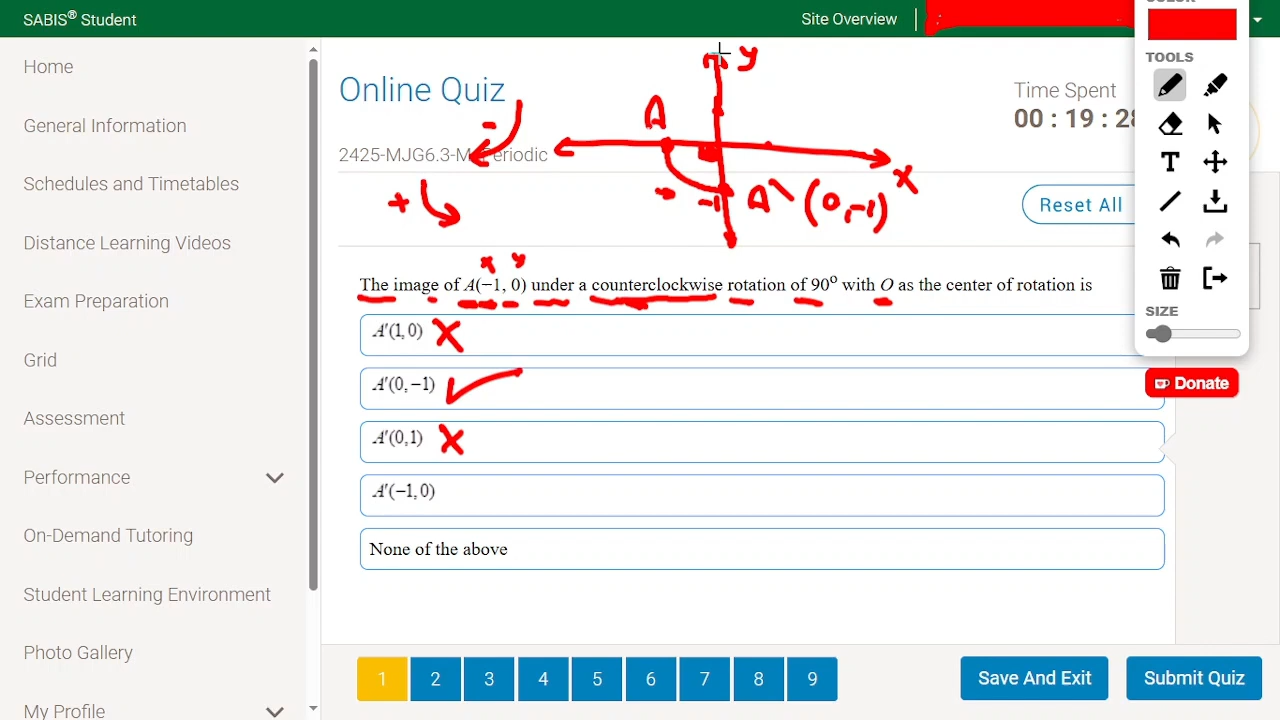 SABIS® Student
Site Overview
COLOR
TOOLS
T
SIZE
Donate
Home
General Information
Schedules and Timetables
Distance Learning Videos
Exam Preparation
Grid
Assessment
Performance
On-Demand Tutoring
Student Learning Environment
Photo Gallery
My Profile
Online Quiz
Time Spent
00 : 19 : 28
2425-MJG6.3-M Periodic
Reset All
y
A
-
+
x
-1
A' (0,-1)
x y
The image of A(−1, 0) under a counterclockwise rotation of 90° with O as the center of rotation is
A'(1, 0) X
A'(0, −1)
A'(0, 1) X
A'(−1, 0)
None of the above
1 2 3 4 5 6 7 8 9
Save And Exit
Submit Quiz